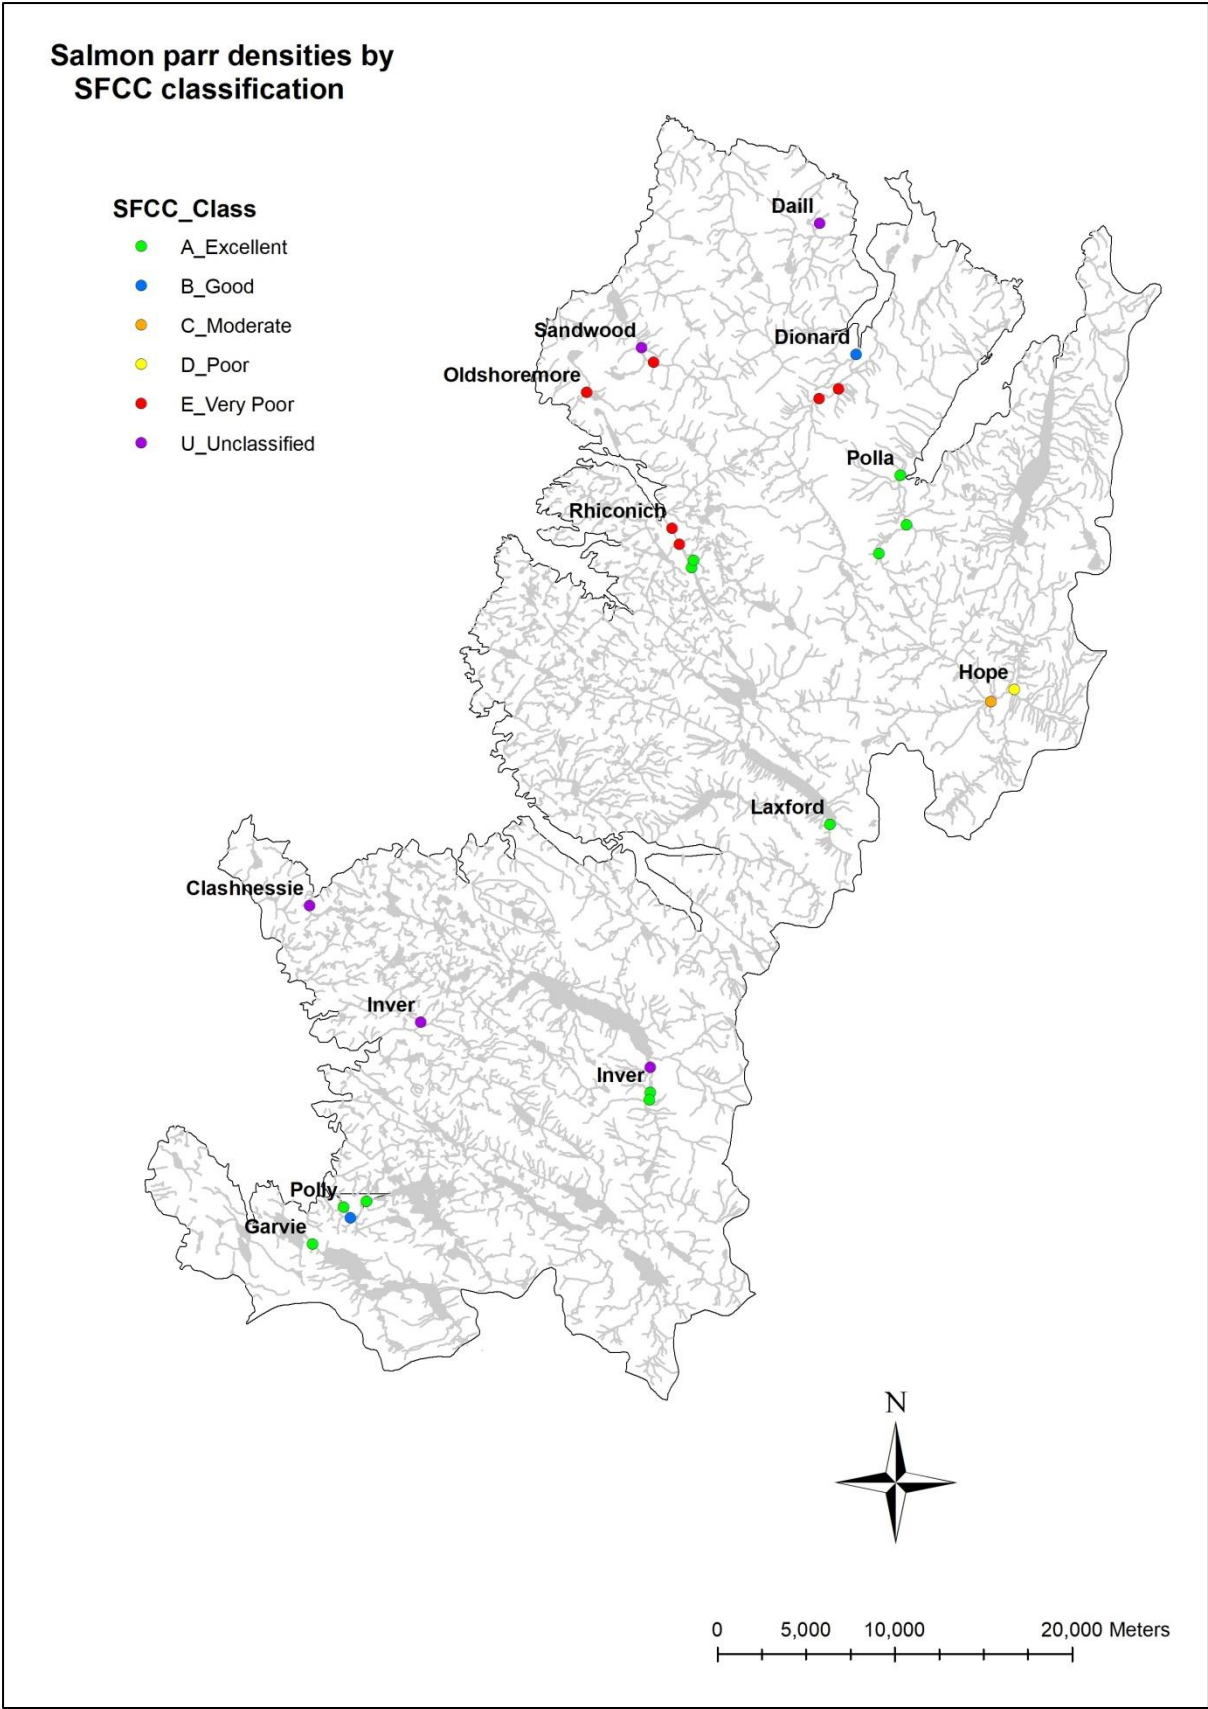 Salmon parr densities by
SFCC classification
SFCC_Class
A_Excellent
B_Good
C_Moderate
D_Poor
E_Very Poor
U_Unclassified
Daill
Sandwood
Dionard
Oldshoremore
Polla
Rhiconich
Hope
Laxford
Clashnessie
Inver
Inver
Polly
Garvie
N
0 5,000 10,000 20,000 Meters